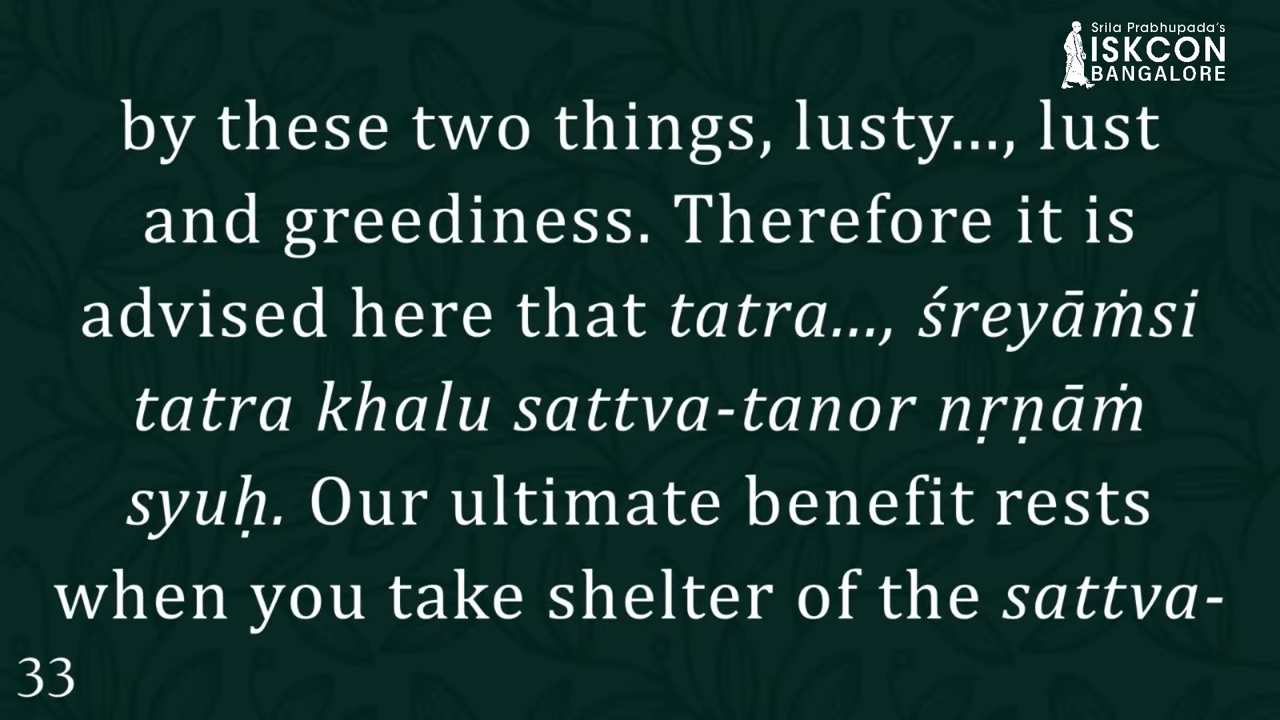 Srila Prabhupada's
ISKCON
BANGALORE
by these two things, lusty..., lust
and greediness. Therefore it is
advised here that tatra..., śreyāṁsi
tatra khalu sattva-tanor nṛṇāṁ
syuḥ. Our ultimate benefit rests
when you take shelter of the sattva-
33